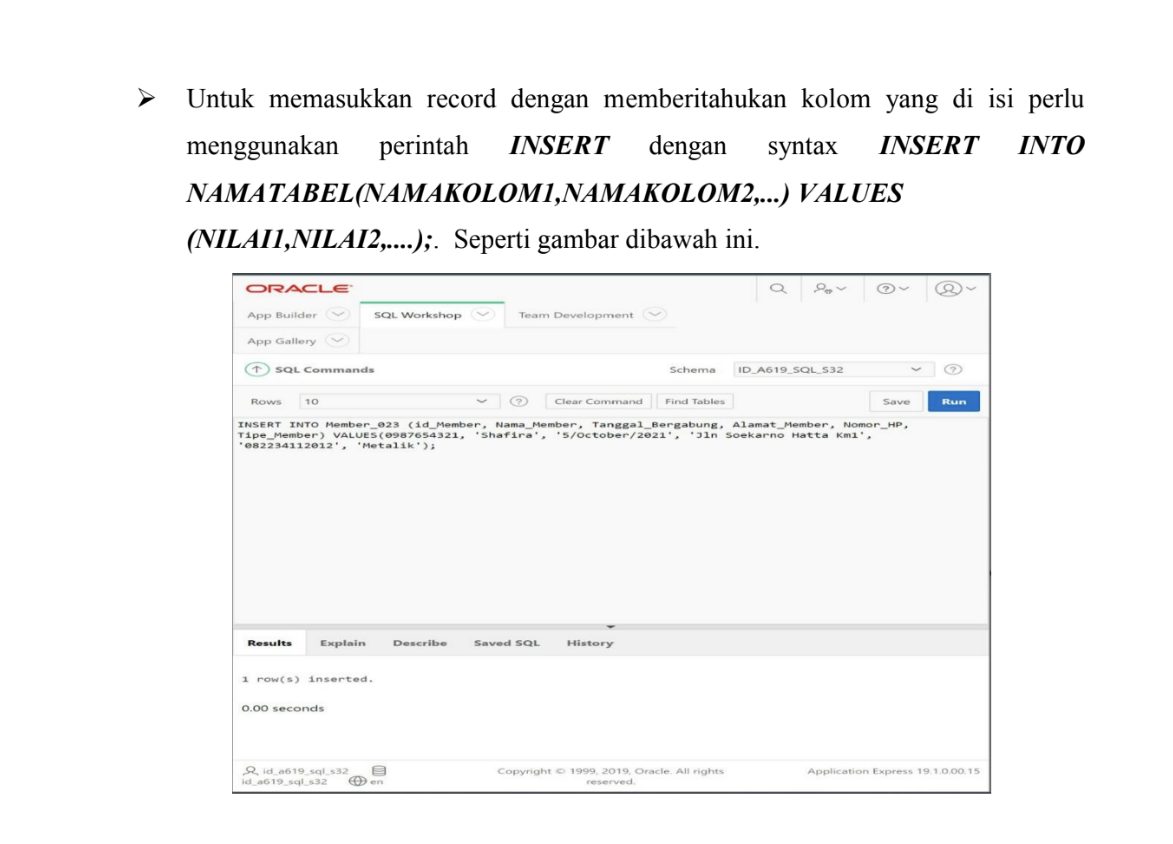 ➢ Untuk memasukkan record dengan memberitahukan kolom yang di isi perlu
menggunakan perintah INSERT dengan syntax INSERT INTO
NAMATABEL(NAMAKOLOM1,NAMAKOLOM2,...) VALUES
(NILAI1,NILAI2,....);. Seperti gambar dibawah ini.
ORACLE
App Builder SQL Workshop Team Development
App Gallery
SQL Commands Schema ID_A619_SQL_S32
Rows 10 Clear Command Find Tables Save Run
INSERT INTO Member_023 (id_Member, Nama_Member, Tanggal_Bergabung, Alamat_Member, Nomor_HP,
Tipe_Member) VALUES(0987654321, 'Shafira', '5/October/2021', 'Jln Soekarno Hatta Km1',
'082234112012', 'Metalik');
Results Explain Describe Saved SQL History
1 row(s) inserted.
0.00 seconds
id_a619_sql_s32
id_a619_sql_s32 en
Copyright © 1999, 2019, Oracle. All rights
reserved.
Application Express 19.1.0.00.15